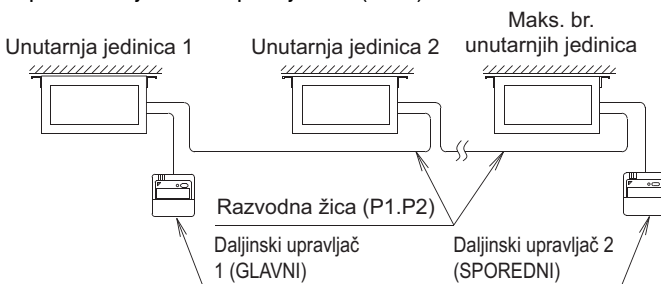 Unutarnja jedinica 1
Unutarnja jedinica 2
Maks. br.
unutarnjih jedinica
Razvodna žica (P1.P2)
Daljinski upravljač
1 (GLAVNI)
Daljinski upravljač 2
(SPOREDNI)